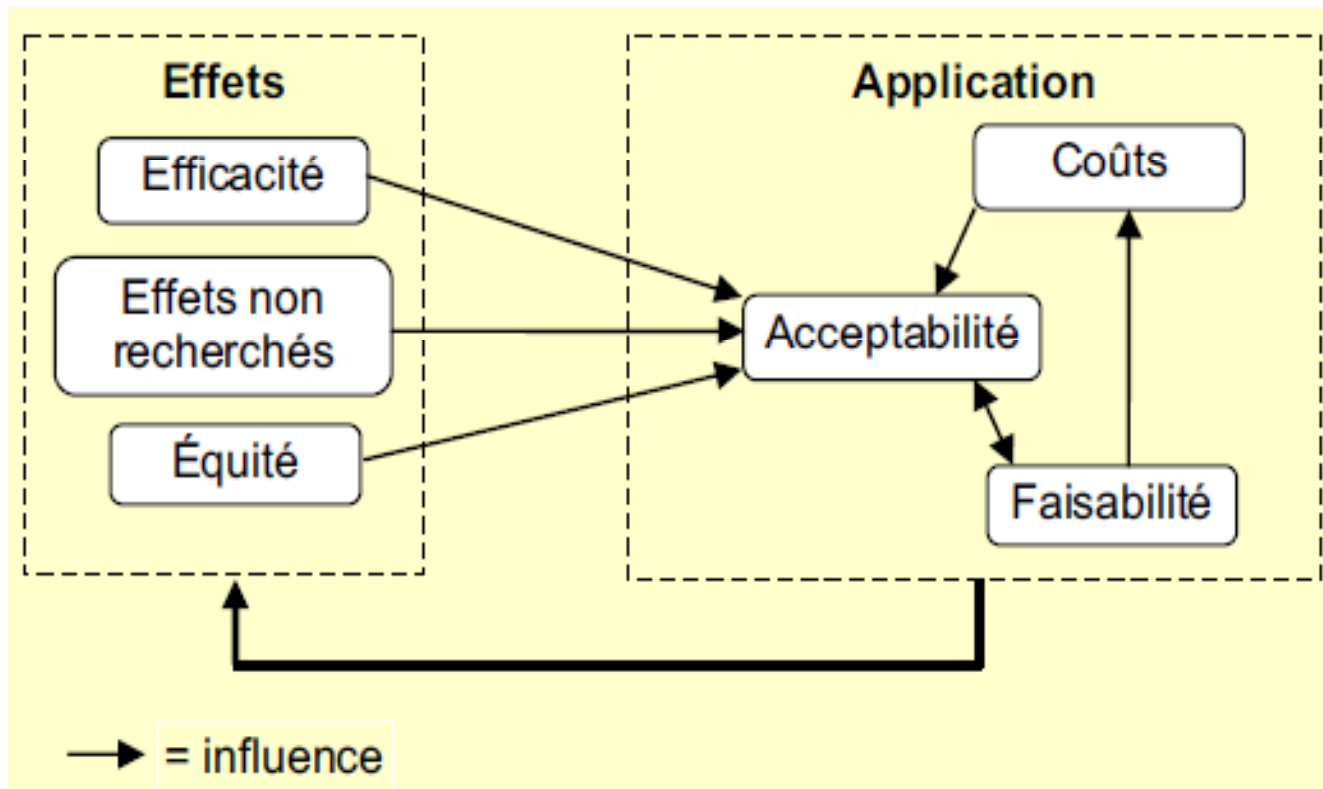 Effets
Efficacité
Effets non
recherchés
Équité
Application
Coûts
Acceptabilité
Faisabilité
= influence